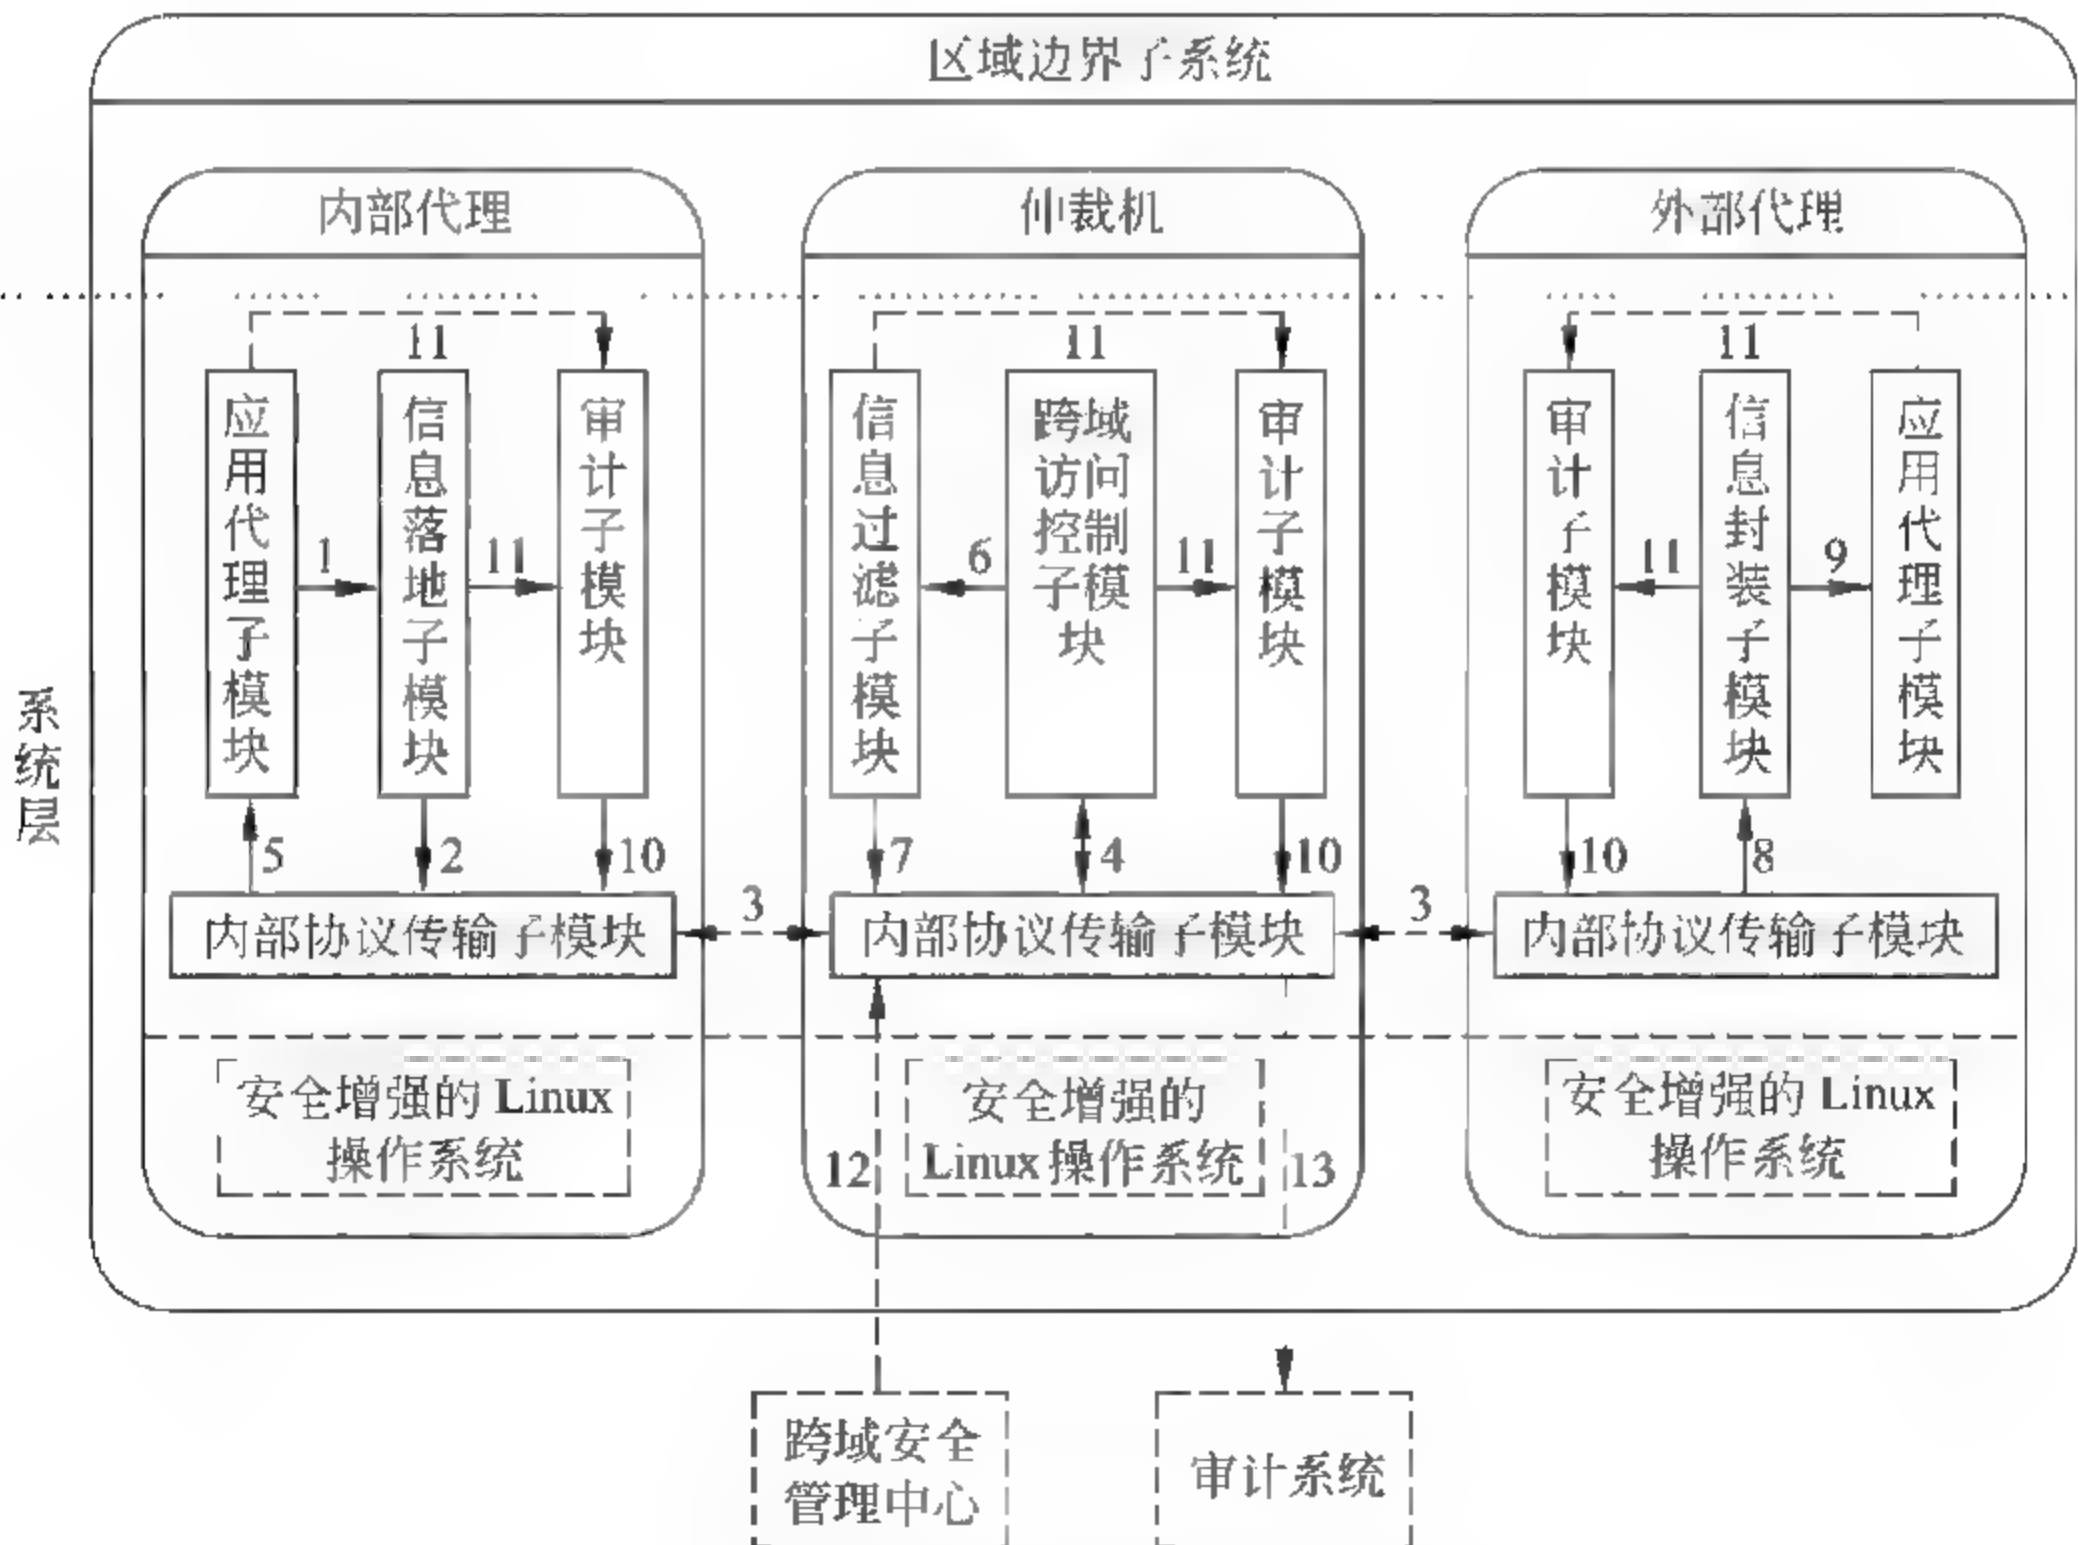 区域边界子系统
内部代理
仲裁机
外部代理
11
11
11
应用代理子模块
信息落地子模块
审计子模块
信息过滤子模块
跨域
访问
控制
子模
块
审计子模块
审计子模块
信息封装子模块
应用代理子模块
1
11
6
11
11
9
系统层
5
2
10
7
4
10
10
8
内部协议传输子模块
3
内部协议传输子模块
3
内部协议传输子模块
安全增强的 Linux
操作系统
安全增强的
Linux 操作系统
安全增强的 Linux
操作系统
12
13
跨域安全
管理中心
审计系统